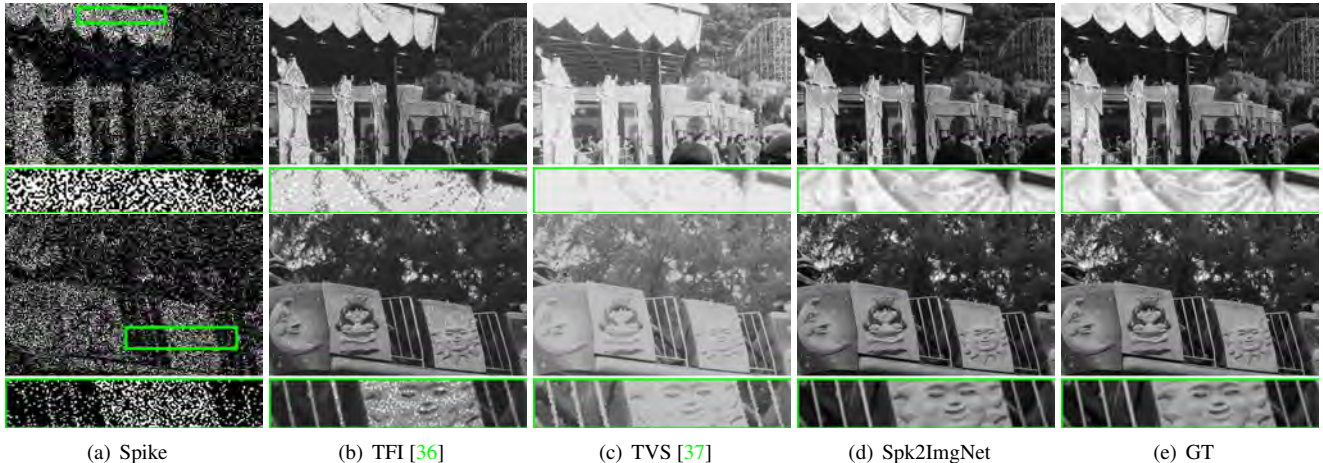 (a) Spike
(b) TFI [36]
(c) TVS [37]
(d) Spk2ImgNet
(e) GT